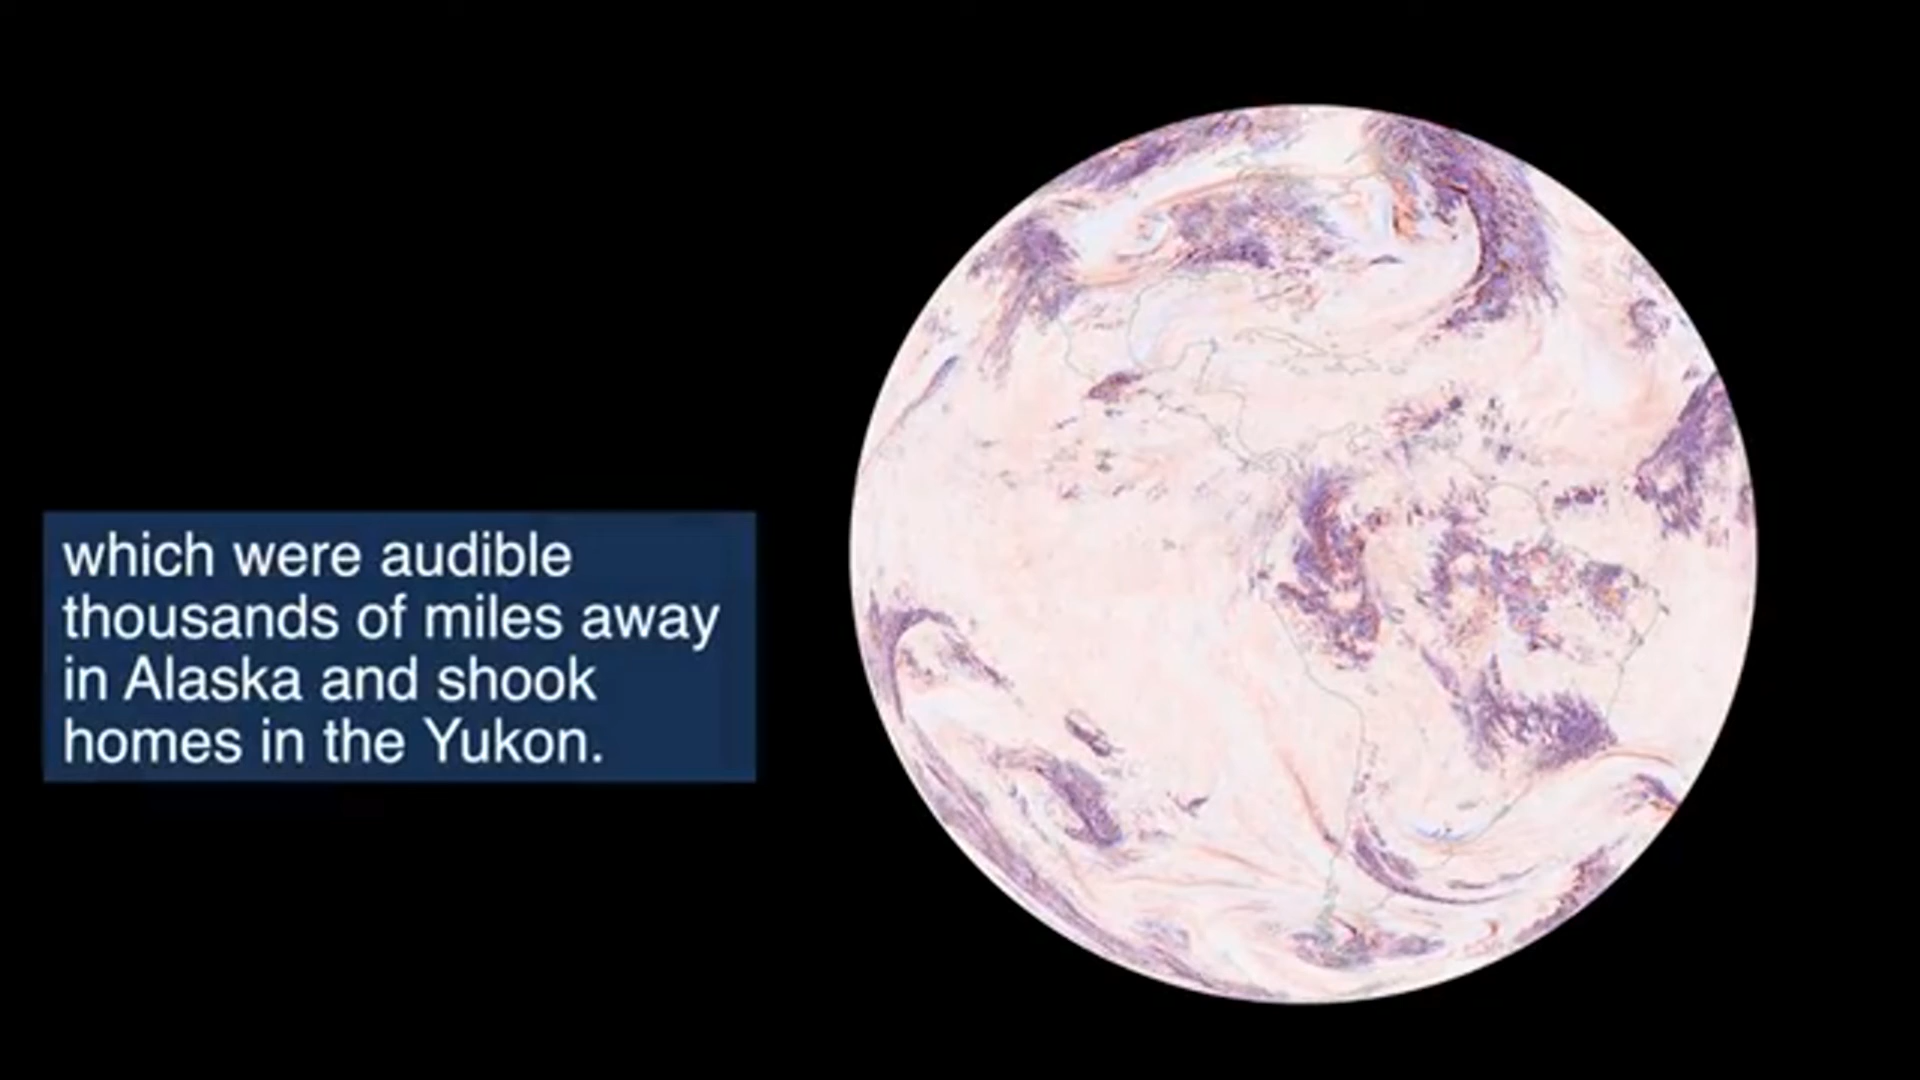 which were audible
thousands of miles away
in Alaska and shook
homes in the Yukon.